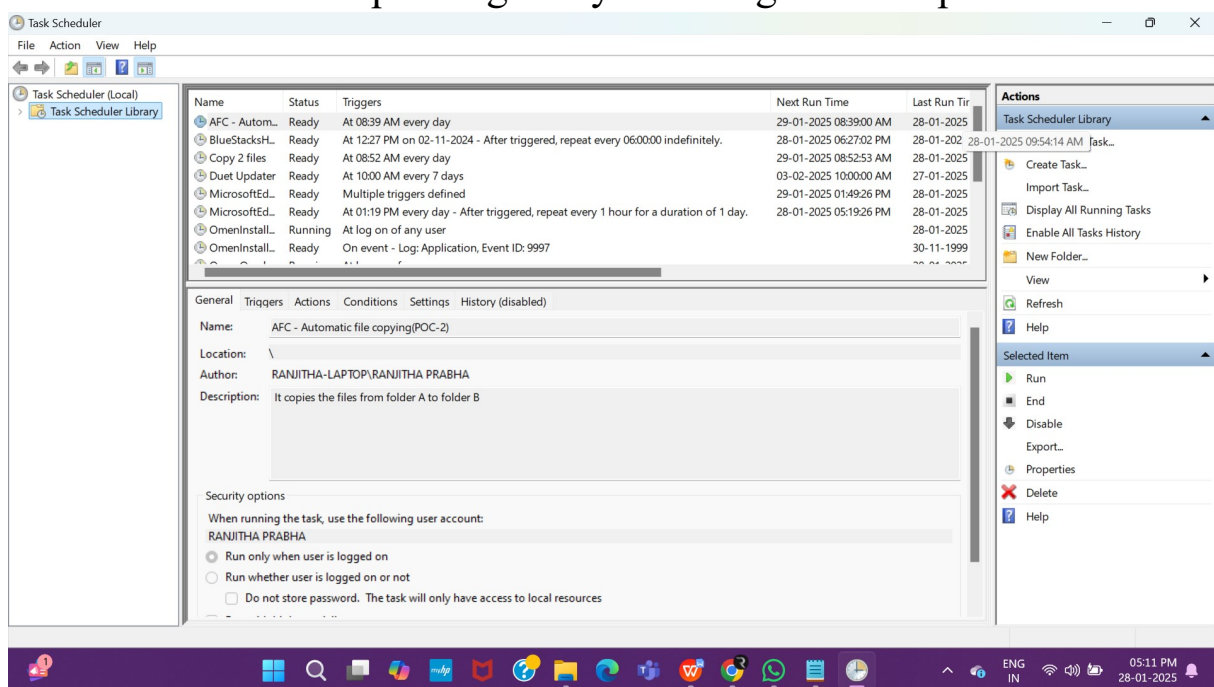 Task Scheduler
File Action View Help
Task Scheduler (Local)
Task Scheduler Library
Name Status Triggers Next Run Time Last Run Tir
AFC - Autom... Ready At 08:39 AM every day 29-01-2025 08:39:00 AM 28-01-2025
BlueStacksH... Ready At 12:27 PM on 02-11-2024 - After triggered, repeat every 06:00:00 indefinitely. 28-01-2025 06:27:02 PM 28-01-202
Copy 2 files Ready At 08:52 AM every day 29-01-2025 08:52:53 AM 28-01-2025
Duet Updater Ready At 10:00 AM every 7 days 03-02-2025 10:00:00 AM 27-01-2025
MicrosoftEd... Ready Multiple triggers defined 29-01-2025 01:49:26 PM 28-01-2025
MicrosoftEd... Ready At 01:19 PM every day - After triggered, repeat every 1 hour for a duration of 1 day. 28-01-2025 05:19:26 PM 28-01-2025
OmenInstall... Running At log on of any user 28-01-2025
OmenInstall... Ready On event - Log: Application, Event ID: 9997 30-11-1999
General Triggers Actions Conditions Settings History (disabled)
Name: AFC - Automatic file copying(POC-2)
Location: \
Author: RANJITHA-LAPTOP\RANJITHA PRABHA
Description: It copies the files from folder A to folder B
Security options
When running the task, use the following user account:
RANJITHA PRABHA
Run only when user is logged on
Run whether user is logged on or not
Do not store password. The task will only have access to local resources
Actions
Task Scheduler Library
28-01-2025 09:54:14 AM Task...
Create Task...
Import Task...
Display All Running Tasks
Enable All Tasks History
New Folder...
View
Refresh
Help
Selected Item
Run
End
Disable
Export...
Properties
Delete
Help
1
myhp
ENG
IN
05:11 PM
28-01-2025